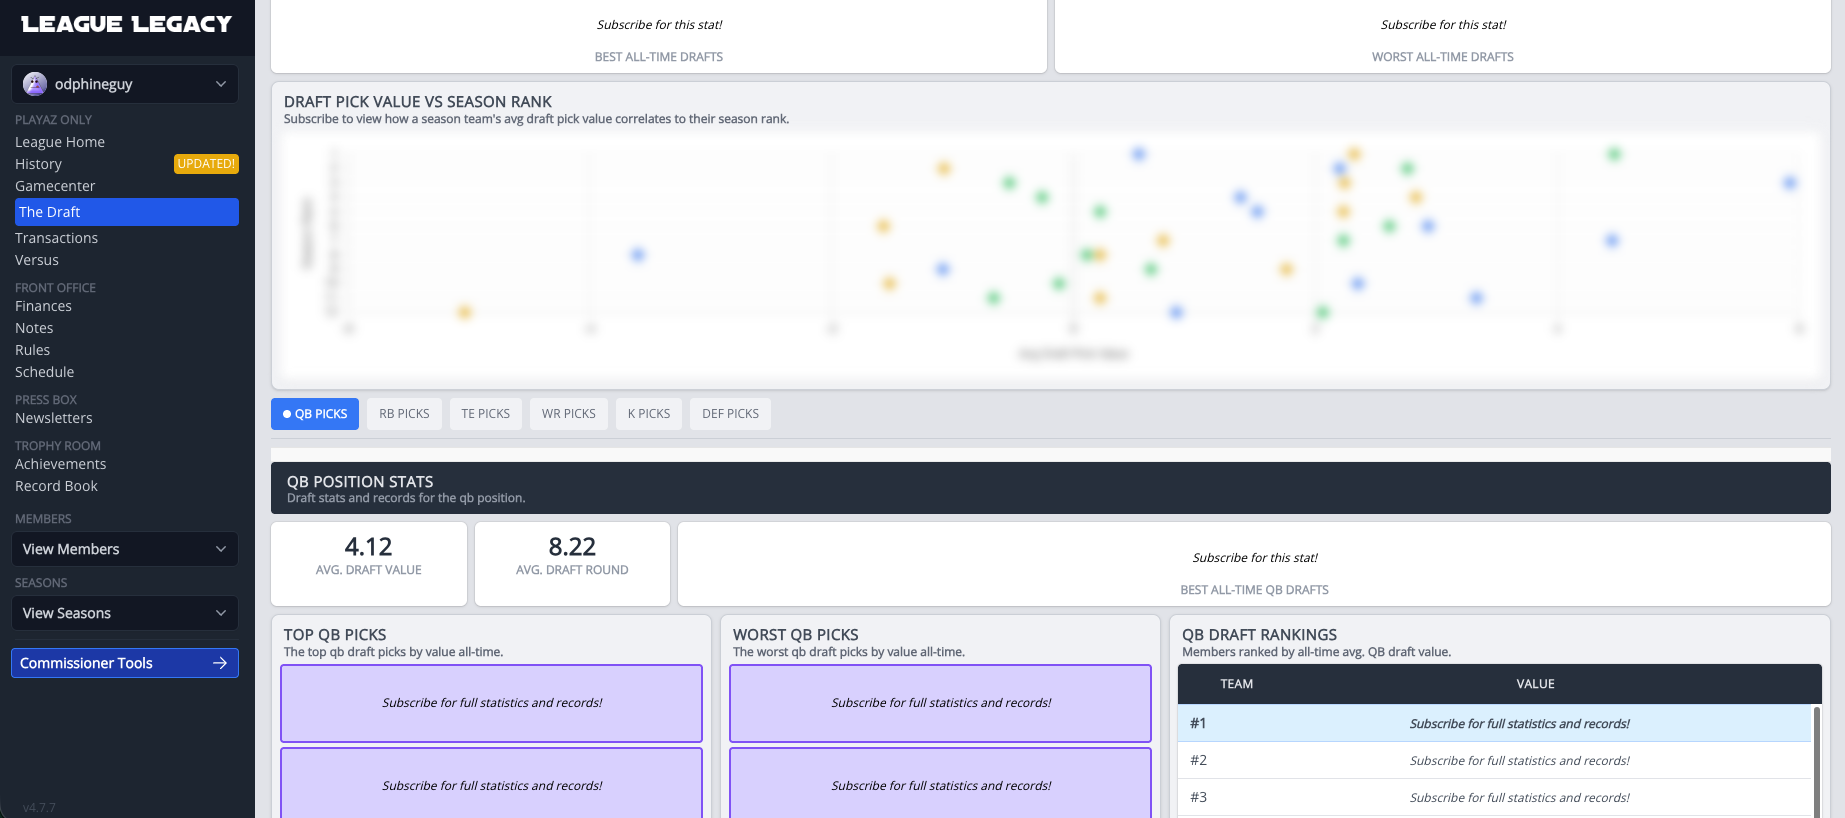 LEAGUE LEGACY
odphineguy
PLAYAZ ONLY
League Home
History
UPDATED!
Gamecenter
The Draft
Transactions
Versus
FRONT OFFICE
Finances
Notes
Rules
Schedule
PRESS BOX
Newsletters
TROPHY ROOM
Achievements
Record Book
MEMBERS
View Members
SEASONS
View Seasons
Commissioner Tools
v4.7.7
Subscribe for this stat!
BEST ALL-TIME DRAFTS
Subscribe for this stat!
WORST ALL-TIME DRAFTS
DRAFT PICK VALUE VS SEASON RANK
Subscribe to view how a season team's avg draft pick value correlates to their season rank.
QB PICKS
RB PICKS
TE PICKS
WR PICKS
K PICKS
DEF PICKS
QB POSITION STATS
Draft stats and records for the qb position.
4.12
AVG. DRAFT VALUE
8.22
AVG. DRAFT ROUND
Subscribe for this stat!
BEST ALL-TIME QB DRAFTS
TOP QB PICKS
The top qb draft picks by value all-time.
Subscribe for full statistics and records!
Subscribe for full statistics and records!
WORST QB PICKS
The worst qb draft picks by value all-time.
Subscribe for full statistics and records!
Subscribe for full statistics and records!
QB DRAFT RANKINGS
Members ranked by all-time avg. QB draft value.
TEAM VALUE
#1 Subscribe for full statistics and records!
#2 Subscribe for full statistics and records!
#3 Subscribe for full statistics and records!